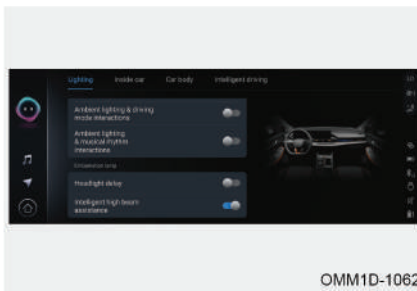 Lighting
Inside car
Car body
Intelligent driving
Ambient lighting & driving
mode interactions
Ambient lighting
& musical rhythm
interactions
Headlight delay
Intelligent high beam
assistance
OMM1D-1062